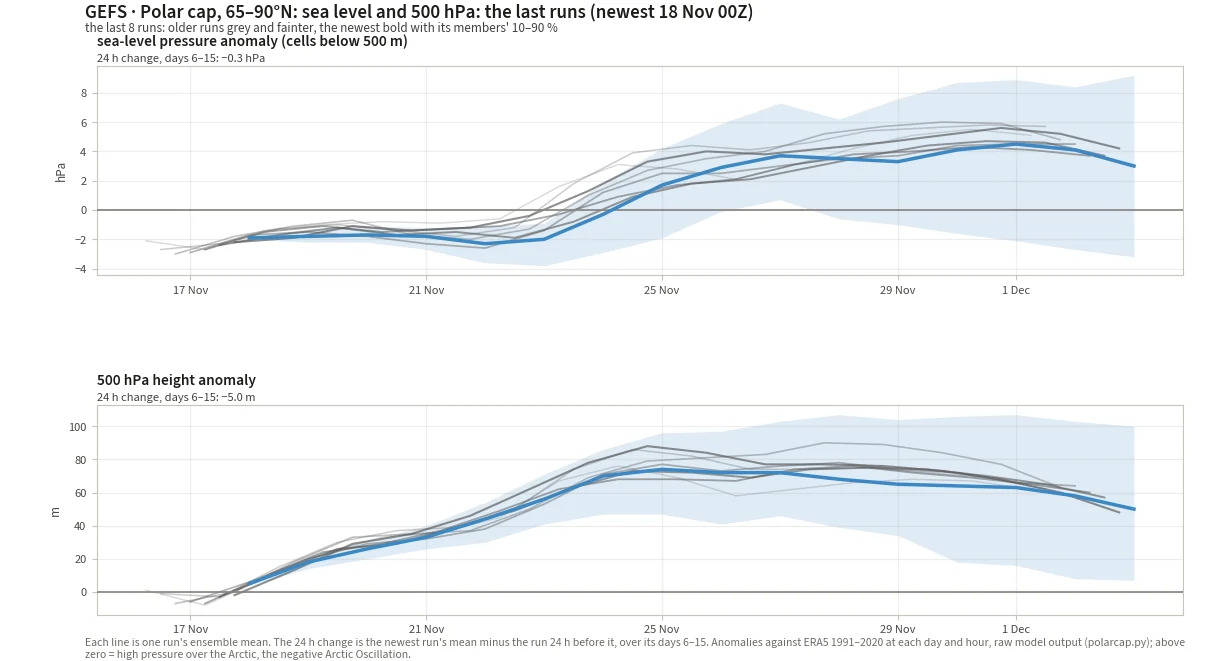 GEFS · Polar cap, 65–90°N: sea level and 500 hPa: the last runs (newest 18 Nov 00Z)
the last 8 runs: older runs grey and fainter, the newest bold with its members' 10–90 %
sea-level pressure anomaly (cells below 500 m)
24 h change, days 6–15: −0.3 hPa
8
6
4
2
0
−2
−4
hPa
17 Nov
21 Nov
25 Nov
29 Nov
1 Dec
500 hPa height anomaly
24 h change, days 6–15: −5.0 m
100
80
60
40
20
0
m
17 Nov
21 Nov
25 Nov
29 Nov
1 Dec
Each line is one run's ensemble mean. The 24 h change is the newest run's mean minus the run 24 h before it, over its days 6–15. Anomalies against ERA5 1991–2020 at each day and hour, raw model output (polarcap.py); above
zero = high pressure over the Arctic, the negative Arctic Oscillation.